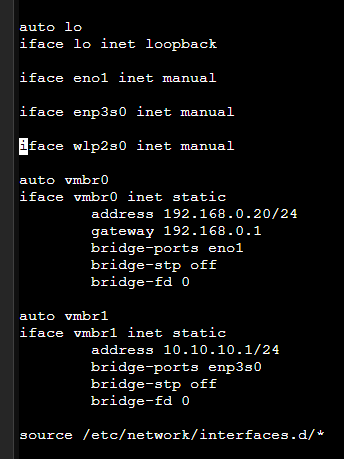 auto lo
iface lo inet loopback
iface eno1 inet manual
iface enp3s0 inet manual
iface wlp2s0 inet manual
auto vmbr0
iface vmbr0 inet static
address 192.168.0.20/24
gateway 192.168.0.1
bridge-ports eno1
bridge-stp off
bridge-fd 0
auto vmbr1
iface vmbr1 inet static
address 10.10.10.1/24
bridge-ports enp3s0
bridge-stp off
bridge-fd 0
source /etc/network/interfaces.d/*